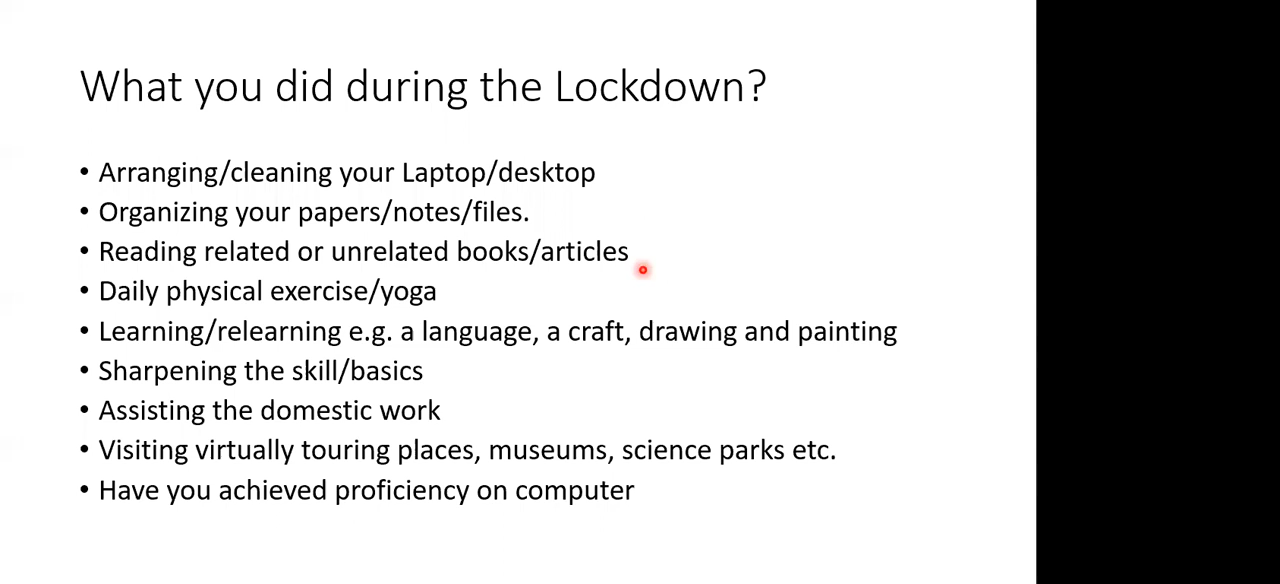 What you did during the Lockdown?
• Arranging/cleaning your Laptop/desktop
• Organizing your papers/notes/files.
• Reading related or unrelated books/articles
• Daily physical exercise/yoga
• Learning/relearning e.g. a language, a craft, drawing and painting
• Sharpening the skill/basics
• Assisting the domestic work
• Visiting virtually touring places, museums, science parks etc.
• Have you achieved proficiency on computer